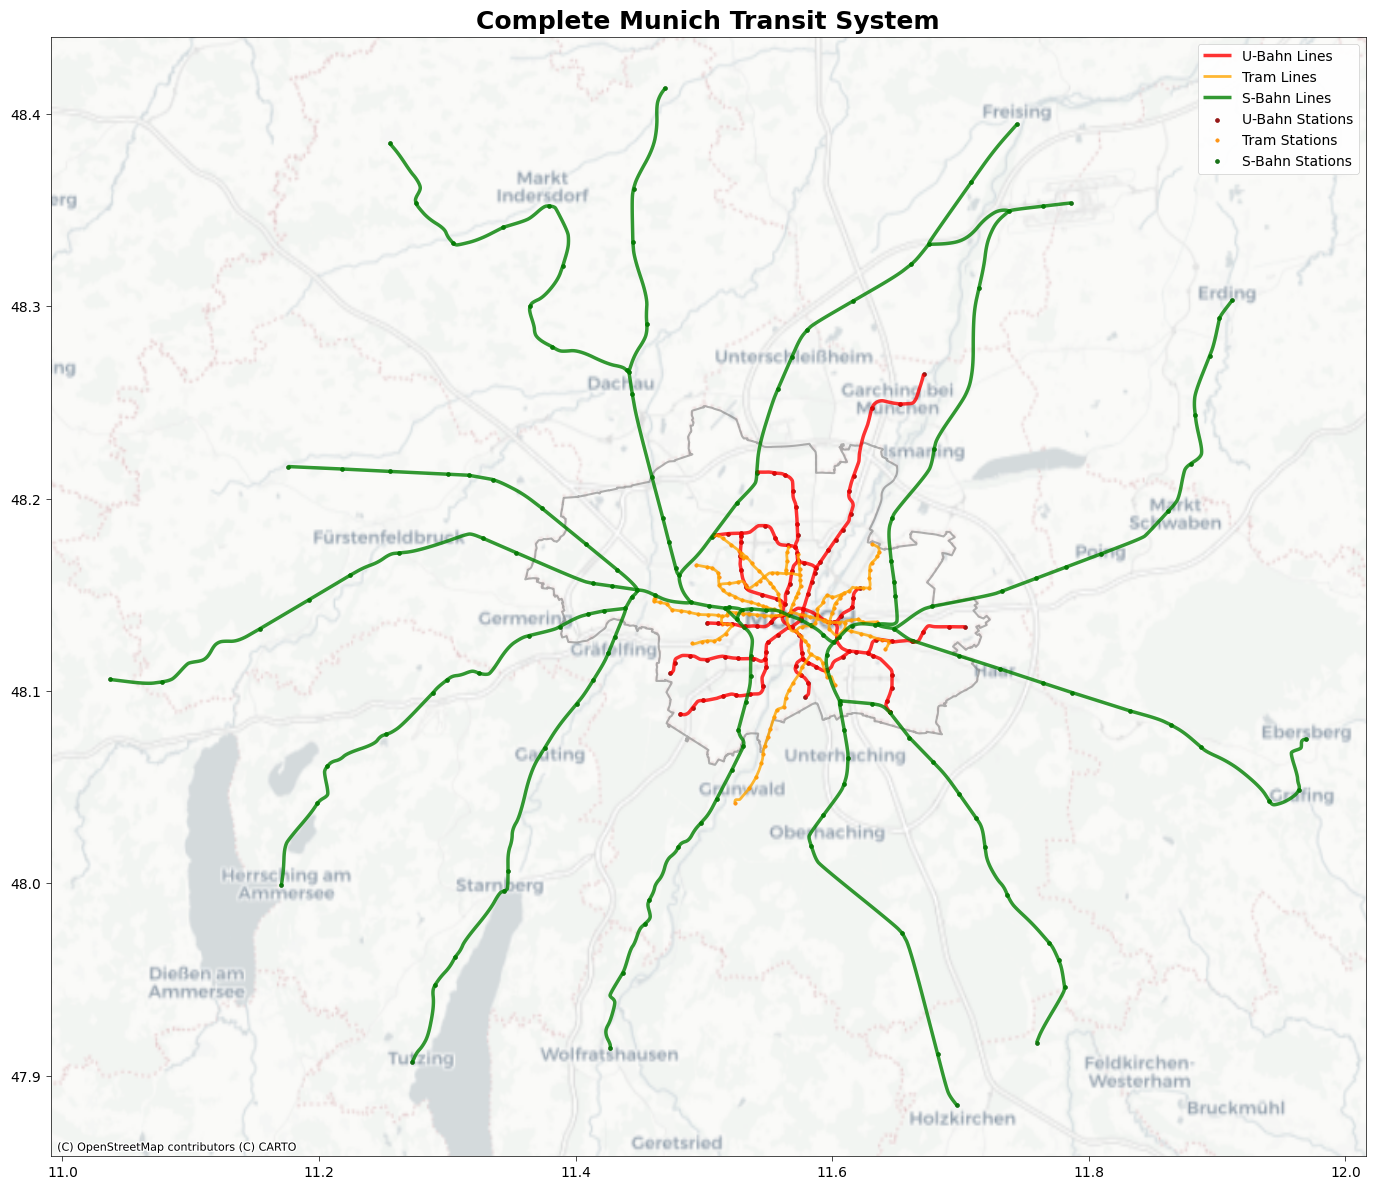 Complete Munich Transit System
U-Bahn Lines
Tram Lines
S-Bahn Lines
U-Bahn Stations
Tram Stations
S-Bahn Stations
48.4
48.3
48.2
48.1
48.0
47.9
Freising
Markt
Indersdorf
erg
Erding
Unterschleißheim
ng
Dachau
Garching bei
München
Ismaning
Markt
Schwaben
Fürstenfeldbruck
Poing
Germering
Gräfelfing
Haar
Ebersberg
Gauting
Unterhaching
Grünwald
Grafing
Oberhaching
Herrsching am
Ammersee
Starnberg
Dießen am
Ammersee
Tutzing
Wolfratshausen
Feldkirchen-
Westerham
Bruckmühl
Holzkirchen
Geretsried
(C) OpenStreetMap contributors (C) CARTO
11.0
11.2
11.4
11.6
11.8
12.0